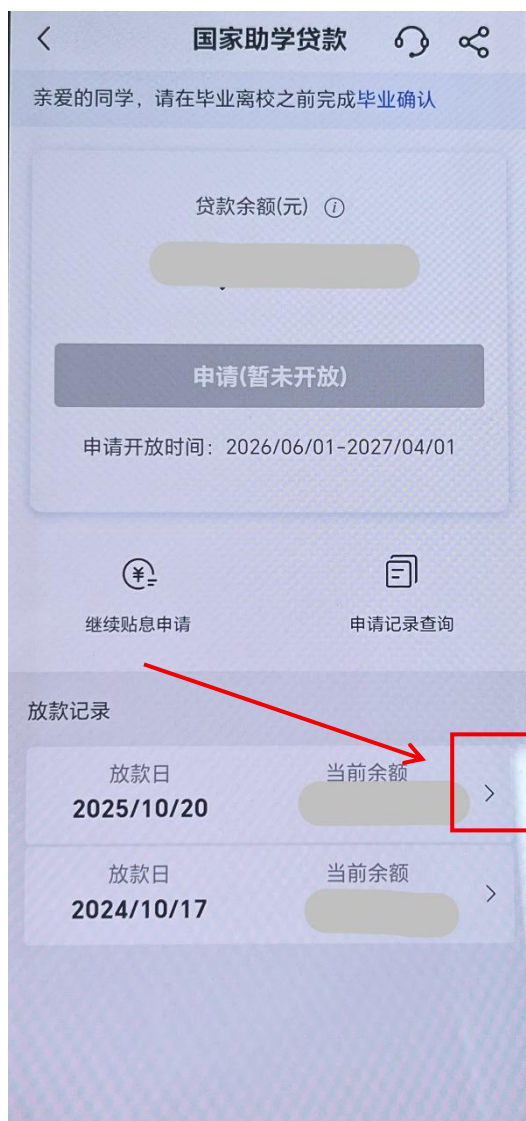 国家助学贷款
亲爱的同学，请在毕业离校之前完成毕业确认
贷款余额(元)
申请(暂未开放)
申请开放时间：2026/06/01-2027/04/01
继续贴息申请
申请记录查询
放款记录
放款日
当前余额
2025/10/20
放款日
当前余额
2024/10/17